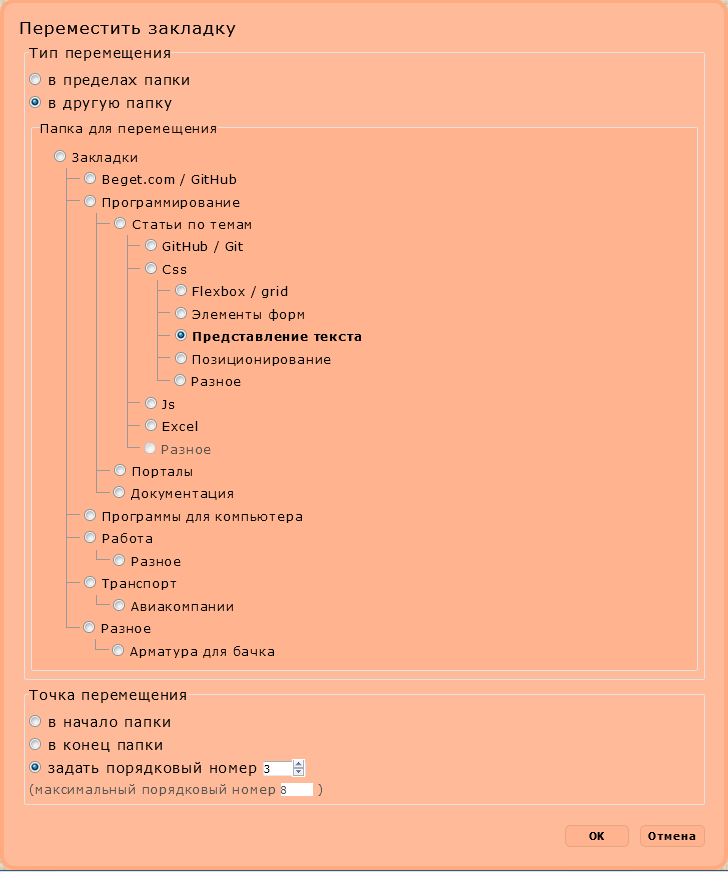 Переместить закладку
Тип перемещения
в пределах папки
в другую папку
Папка для перемещения
Закладки
Beget.com / GitHub
Программирование
Статьи по темам
GitHub / Git
Css
Flexbox / grid
Элементы форм
Представление текста
Позиционирование
Разное
Js
Excel
Разное
Порталы
Документация
Программы для компьютера
Работа
Разное
Транспорт
Авиакомпании
Разное
Арматура для бачка
Точка перемещения
в начало папки
в конец папки
задать порядковый номер 3
(максимальный порядковый номер 8 )
OK Отмена